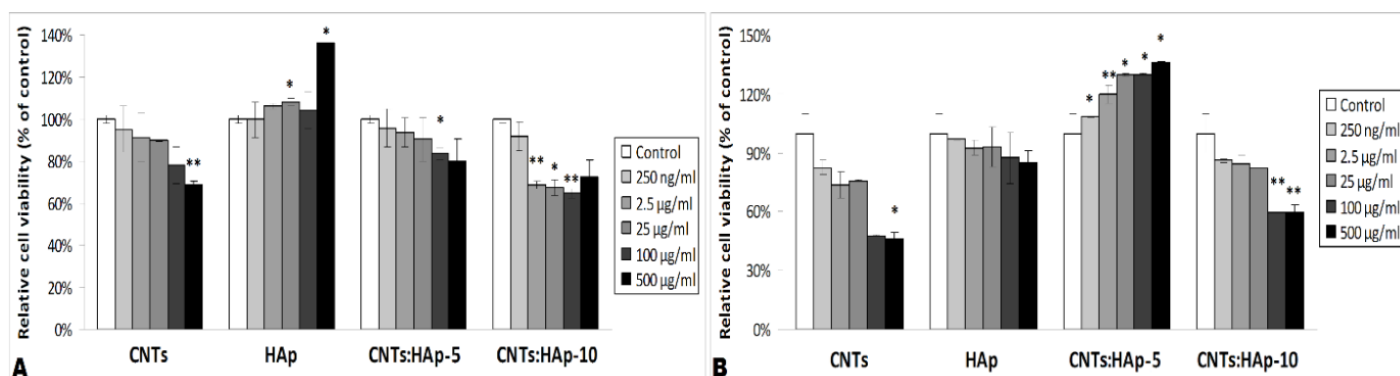 Relative cell viability (% of control)
140%
120%
100%
80%
60%
40%
20%
0%
*
**
*
*
**
*
**
CNTs
HAp
CNTs:HAp-5
CNTs:HAp-10
Control
250 ng/ml
2.5 µg/ml
25 µg/ml
100 µg/ml
500 µg/ml
A
Relative cell viability (% of control)
150%
120%
90%
60%
30%
0%
*
*
**
*
*
*
**
**
CNTs
HAp
CNTs:HAp-5
CNTs:HAp-10
Control
250 ng/ml
2.5 µg/ml
25 µg/ml
100 µg/ml
500 µg/ml
B